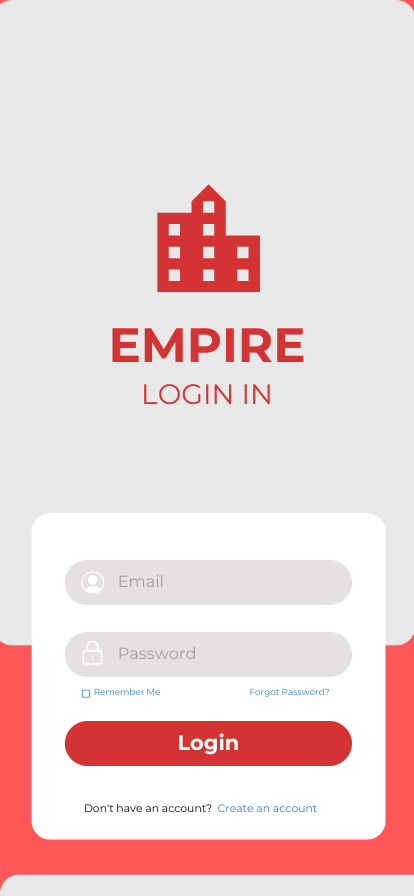 EMPIRE
LOGIN IN
Email
Password
Remember Me Forgot Password?
Login
Don't have an account? Create an account